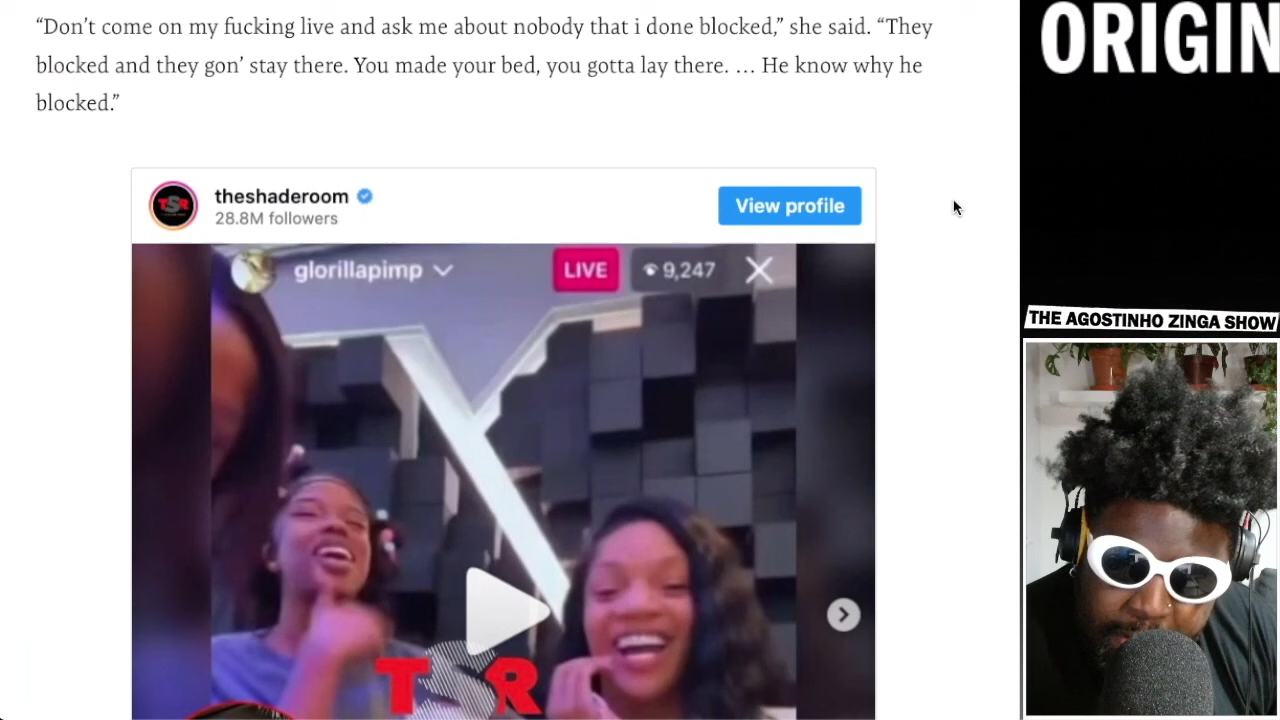 “Don’t come on my fucking live and ask me about nobody that i done blocked,” she said. “They
blocked and they gon’ stay there. You made your bed, you gotta lay there. … He know why he
blocked.”
theshaderoom
28.8M followers
View profile
TSR
glorillapimp
LIVE
9,247
TSR
ORIGIN
THE AGOSTINHO ZINGA SHOW